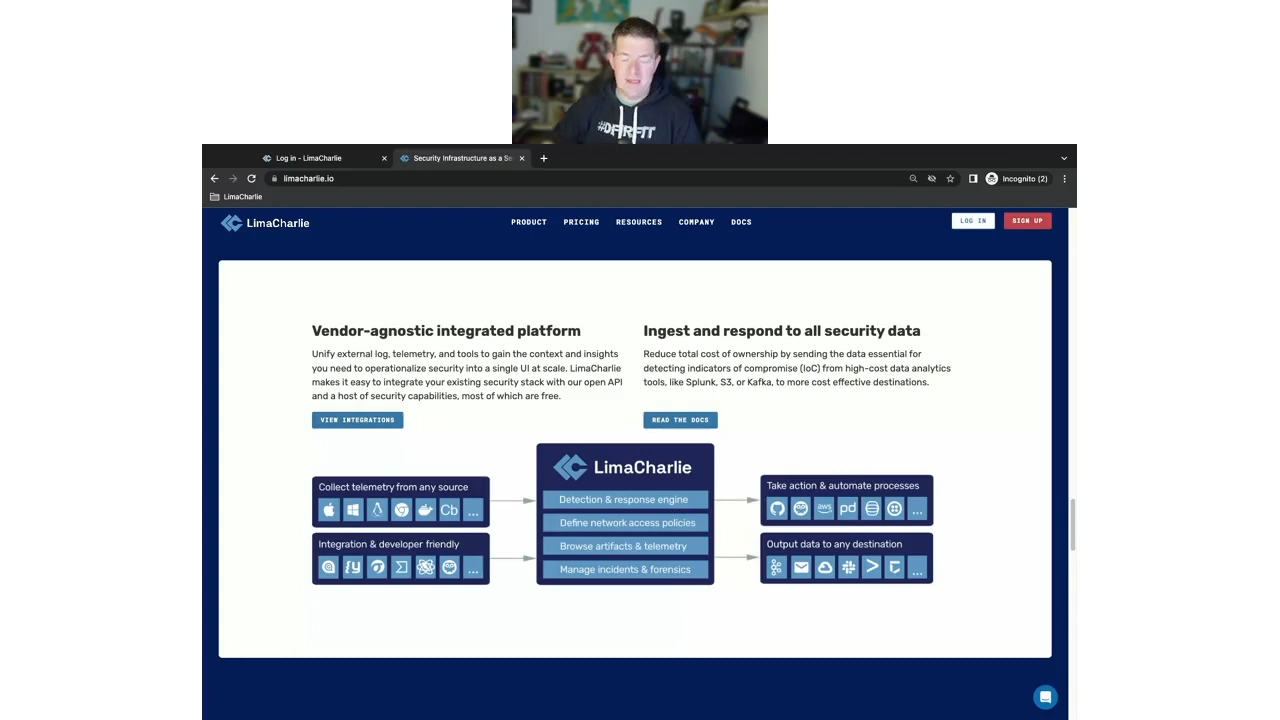 #DFIRFIT
Log in - LimaCharlie
Security Infrastructure as a Se
limacharlie.io
Incognito (2)
LimaCharlie
LimaCharlie
PRODUCT
PRICING
RESOURCES
COMPANY
DOCS
LOG IN
SIGN UP
Vendor-agnostic integrated platform
Unify external log, telemetry, and tools to gain the context and insights
you need to operationalize security into a single UI at scale. LimaCharlie
makes it easy to integrate your existing security stack with our open API
and a host of security capabilities, most of which are free.
VIEW INTEGRATIONS
Ingest and respond to all security data
Reduce total cost of ownership by sending the data essential for
detecting indicators of compromise (IoC) from high-cost data analytics
tools, like Splunk, S3, or Kafka, to more cost effective destinations.
READ THE DOCS
Collect telemetry from any source
Cb
...
Integration & developer friendly
...
LimaCharlie
Detection & response engine
Define network access policies
Browse artifacts & telemetry
Manage incidents & forensics
Take action & automate processes
aws
pd
...
Output data to any destination
...